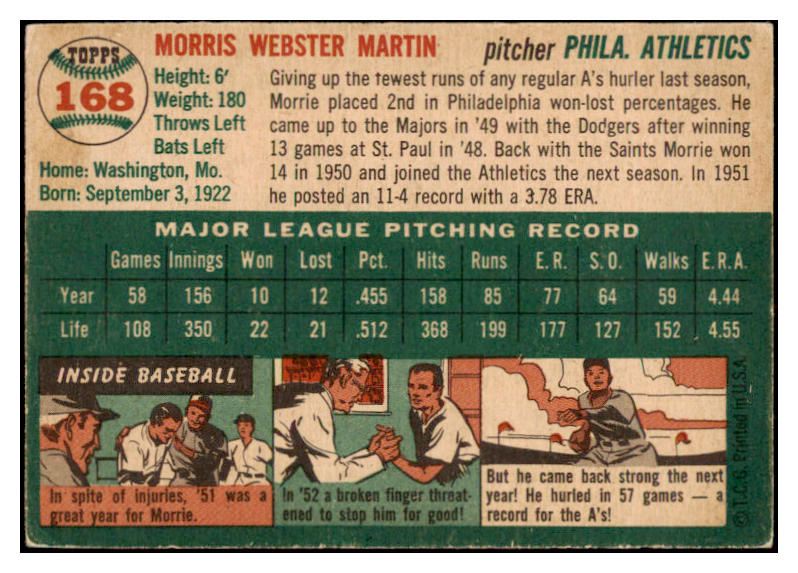 TOPPS
168
MORRIS WEBSTER MARTIN
pitcher PHILA. ATHLETICS
Height: 6'
Weight: 180
Throws Left
Bats Left
Home: Washington, Mo.
Born: September 3, 1922
Giving up the fewest runs of any regular A's hurler last season,
Morrie placed 2nd in Philadelphia won-lost percentages. He
came up to the Majors in '49 with the Dodgers after winning
13 games at St. Paul in '48. Back with the Saints Morrie won
14 in 1950 and joined the Athletics the next season. In 1951
he posted an 11-4 record with a 3.78 ERA.
MAJOR LEAGUE PITCHING RECORD
Games Innings Won Lost Pct. Hits Runs E.R. S.O. Walks E.R.A.
Year 58 156 10 12 .455 158 85 77 64 59 4.44
Life 108 350 22 21 .512 368 199 177 127 152 4.55
INSIDE BASEBALL
In spite of injuries, '51 was a
great year for Morrie.
In '52 a broken finger threat-
ened to stop him for good!
But he came back strong the next
year! He hurled in 57 games — a
record for the A's!
© T.C.G. Printed in U.S.A.